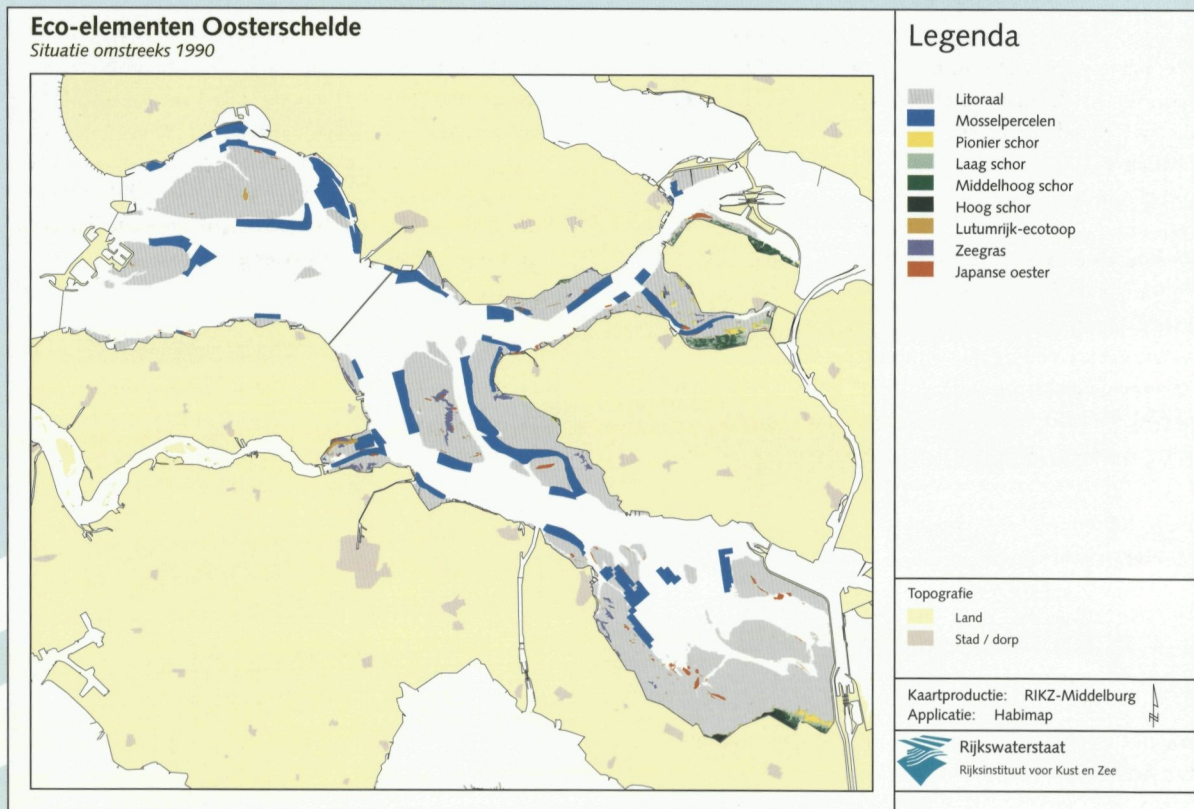 Eco-elementen Oosterschelde
Situatie omstreeks 1990
Legenda
Litoraal
Mosselpercelen
Pionier schor
Laag schor
Middelhoog schor
Hoog schor
Lutumrijk-ecotoop
Zeegras
Japanse oester
Topografie
Land
Stad / dorp
Kaartproductie: RIKZ-Middelburg
Applicatie: Habimap
Rijkswaterstaat
Rijksinstituut voor Kust en Zee